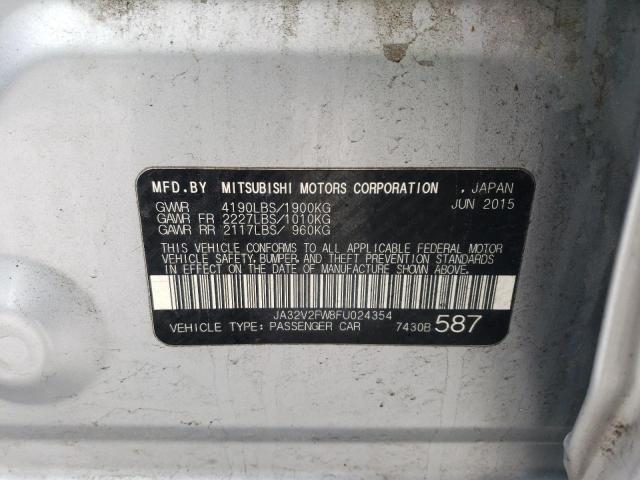 MFD.BY MITSUBISHI MOTORS CORPORATION , JAPAN
GVWR 4190LBS/1900KG JUN 2015
GAWR FR 2227LBS/1010KG
GAWR RR 2117LBS/ 960KG
THIS VEHICLE CONFORMS TO ALL APPLICABLE FEDERAL MOTOR
VEHICLE SAFETY, BUMPER, AND THEFT PREVENTION STANDARDS
IN EFFECT ON THE DATE OF MANUFACTURE SHOWN ABOVE.
JA32V2FW8FU024354
VEHICLE TYPE: PASSENGER CAR 7430B 587